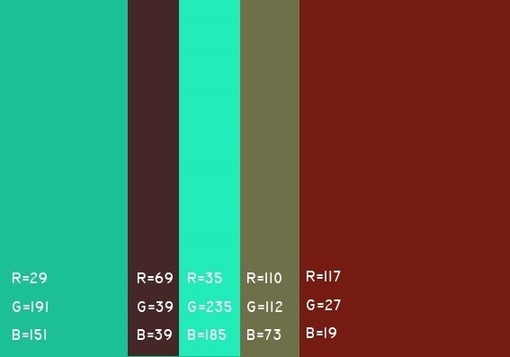 R=29
G=191
B=151
R=69
G=39
B=39
R=35
G=235
B=185
R=110
G=112
B=73
R=117
G=27
B=19